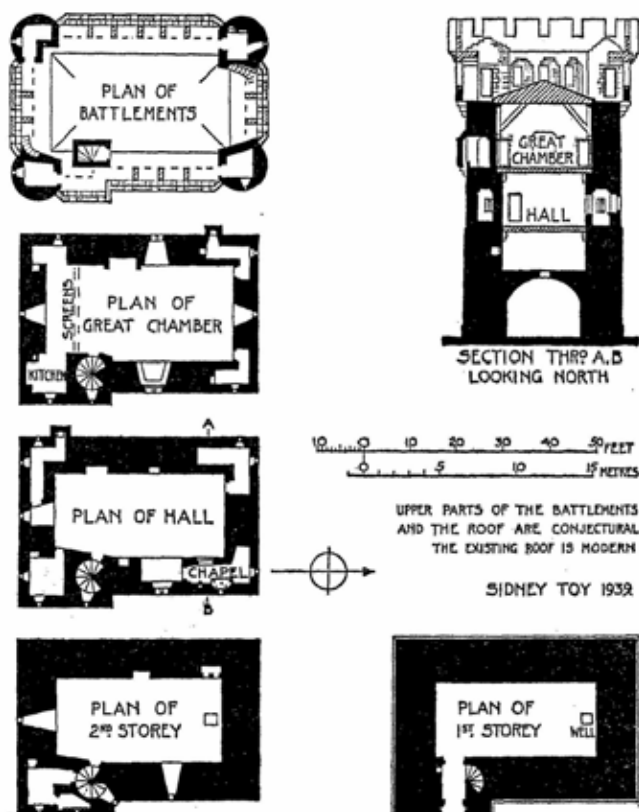 PLAN OF
BATTLEMENTS
GREAT
CHAMBER
HALL
SECTION THRO A.B
LOOKING NORTH
SCREENS
PLAN OF
GREAT CHAMBER
KITCHEN
A
PLAN OF HALL
CHAPEL
B
10 0 10 20 30 40 50 FEET
0 5 10 15 METRES
UPPER PARTS OF THE BATTLEMENTS
AND THE ROOF ARE CONJECTURAL
THE EXISTING ROOF IS MODERN
SIDNEY TOY 1939
PLAN OF
2ND STOREY
PLAN OF
1ST STOREY
WELL